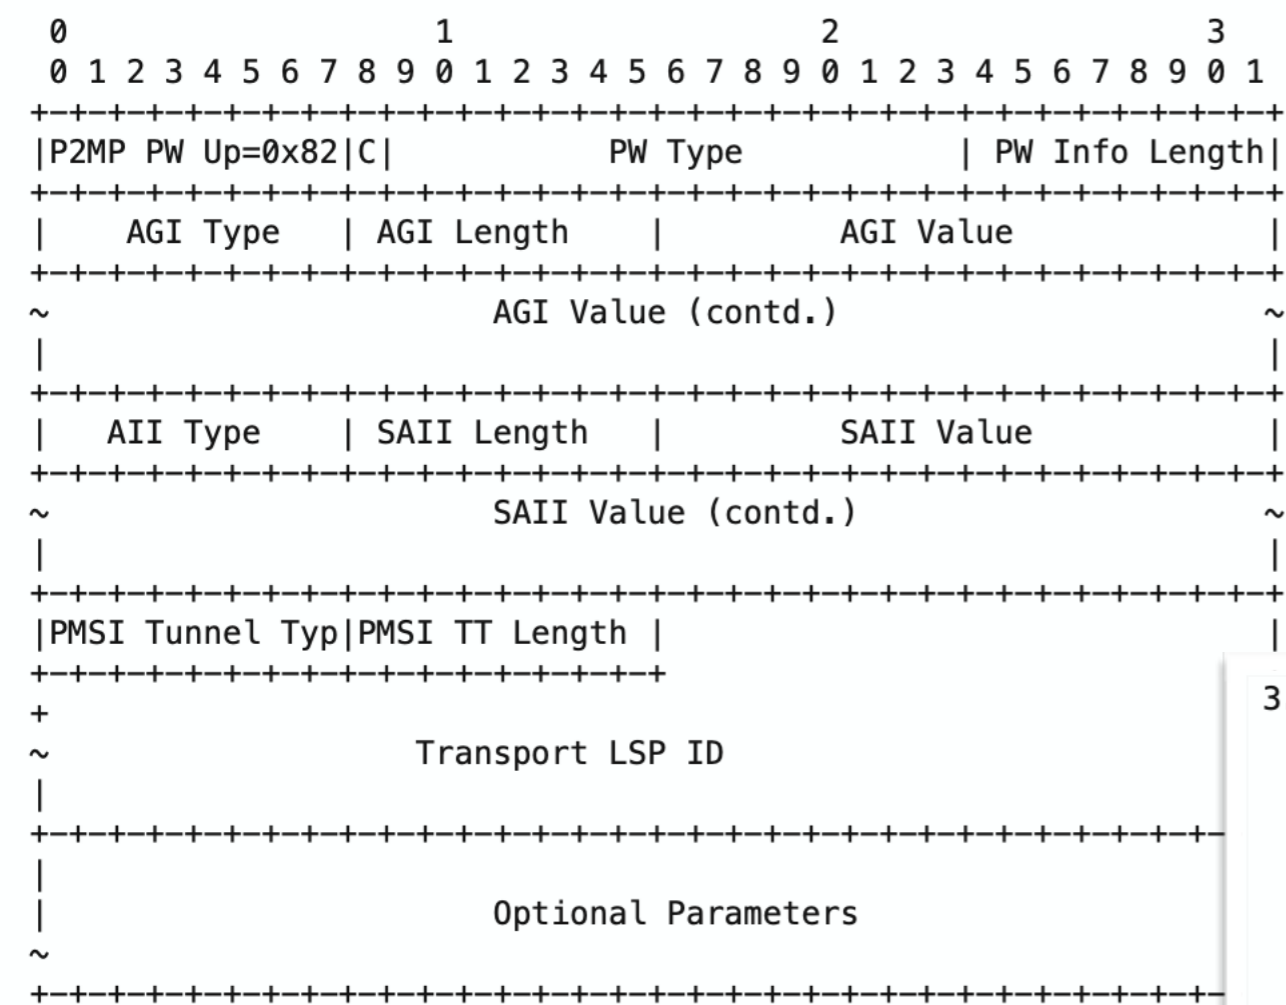 0                   1                   2                   3
 0 1 2 3 4 5 6 7 8 9 0 1 2 3 4 5 6 7 8 9 0 1 2 3 4 5 6 7 8 9 0 1
+-+-+-+-+-+-+-+-+-+-+-+-+-+-+-+-+-+-+-+-+-+-+-+-+-+-+-+-+-+-+-+-+
|P2MP PW Up=0x82|C|           PW Type           | PW Info Length|
+-+-+-+-+-+-+-+-+-+-+-+-+-+-+-+-+-+-+-+-+-+-+-+-+-+-+-+-+-+-+-+-+
|    AGI Type   | AGI Length    |         AGI Value             |
+-+-+-+-+-+-+-+-+-+-+-+-+-+-+-+-+-+-+-+-+-+-+-+-+-+-+-+-+-+-+-+-+
~                       AGI Value (contd.)                      ~
|                                                               |
+-+-+-+-+-+-+-+-+-+-+-+-+-+-+-+-+-+-+-+-+-+-+-+-+-+-+-+-+-+-+-+-+
|   AII Type    | SAII Length   |         SAII Value            |
+-+-+-+-+-+-+-+-+-+-+-+-+-+-+-+-+-+-+-+-+-+-+-+-+-+-+-+-+-+-+-+-+
~                       SAII Value (contd.)                     ~
|                                                               |
+-+-+-+-+-+-+-+-+-+-+-+-+-+-+-+-+-+-+-+-+-+-+-+-+-+-+-+-+-+-+-+-+
|PMSI Tunnel Typ|PMSI TT Length |                               |
+-+-+-+-+-+-+-+-+-+-+-+-+-+-+-+-+
+                                                               3
~                   Transport LSP ID
|
+-+-+-+-+-+-+-+-+-+-+-+-+-+-+-+-+-+-+-+-+-+-+-+-+-+-+-+-+-+-+-
|
|                       Optional Parameters
~
+-+-+-+-+-+-+-+-+-+-+-+-+-+-+-+-+-+-+-+-+-+-+-+-+-+-+-+-+-+-+-